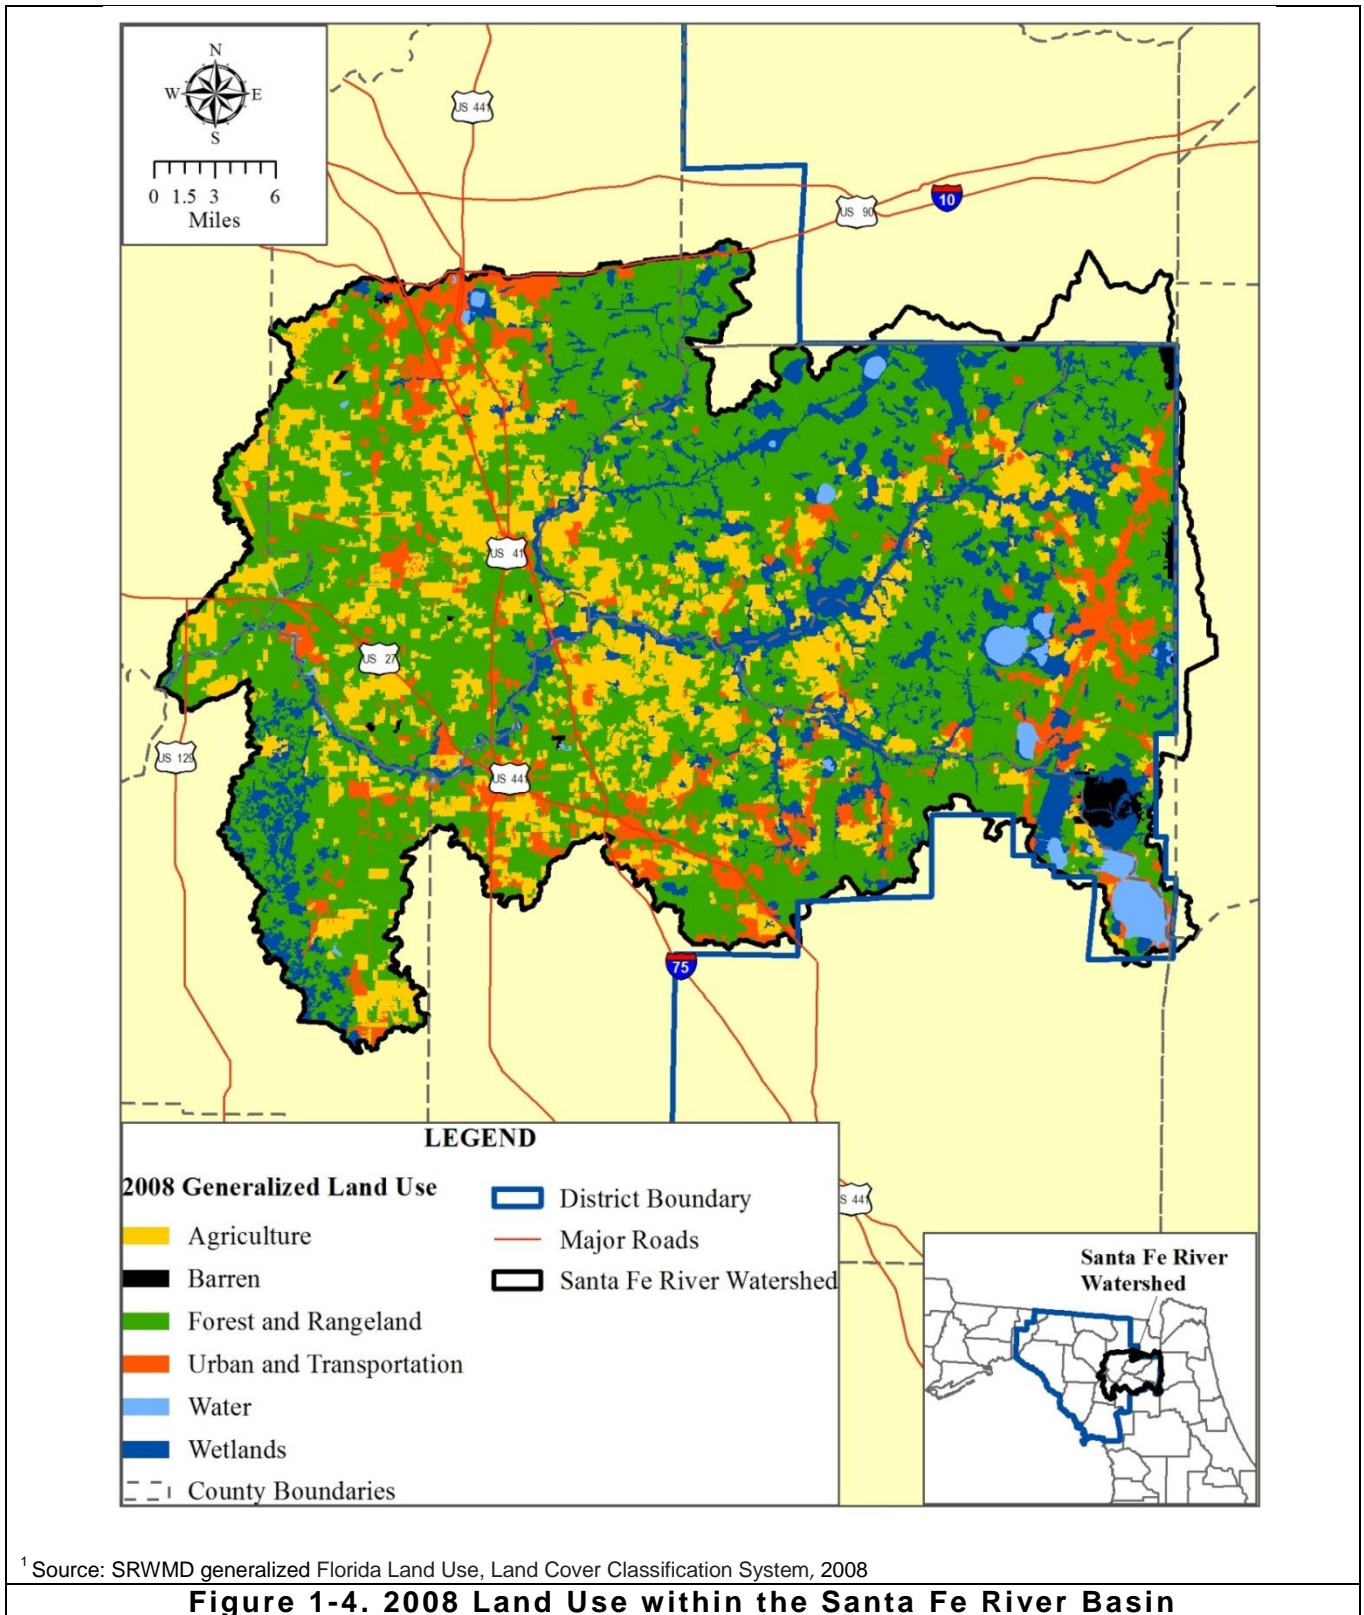 N
W E
S
0 1.5 3 6
Miles
US 441
US 90
10
US 41
US 27
US 129
US 441
75
S 441
LEGEND
2008 Generalized Land Use
Agriculture
Barren
Forest and Rangeland
Urban and Transportation
Water
Wetlands
County Boundaries
District Boundary
Major Roads
Santa Fe River Watershed
Santa Fe River
Watershed
1 Source: SRWMD generalized Florida Land Use, Land Cover Classification System, 2008
Figure 1-4. 2008 Land Use within the Santa Fe River Basin